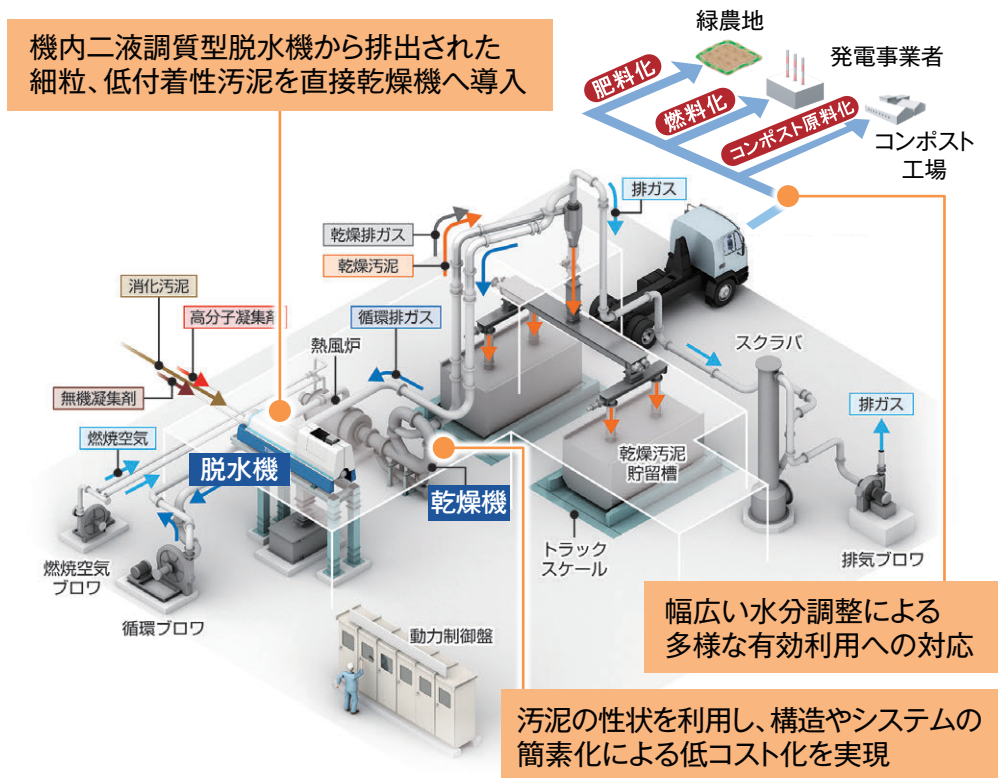 機内二液調質型脱水機から排出された
細粒、低付着性汚泥を直接乾燥機へ導入
緑農地
発電事業者
コンポスト
工場
肥料化
燃料化
コンポスト原料化
排ガス
乾燥排ガス
乾燥汚泥
消化汚泥
高分子凝集剤
無機凝集剤
循環排ガス
熱風炉
スクラバ
燃焼空気
排ガス
脱水機
乾燥機
乾燥汚泥
貯留槽
トラック
スケール
排気ブロワ
燃焼空気
ブロワ
循環ブロワ
動力制御盤
幅広い水分調整による
多様な有効利用への対応
汚泥の性状を利用し、構造やシステムの
簡素化による低コスト化を実現